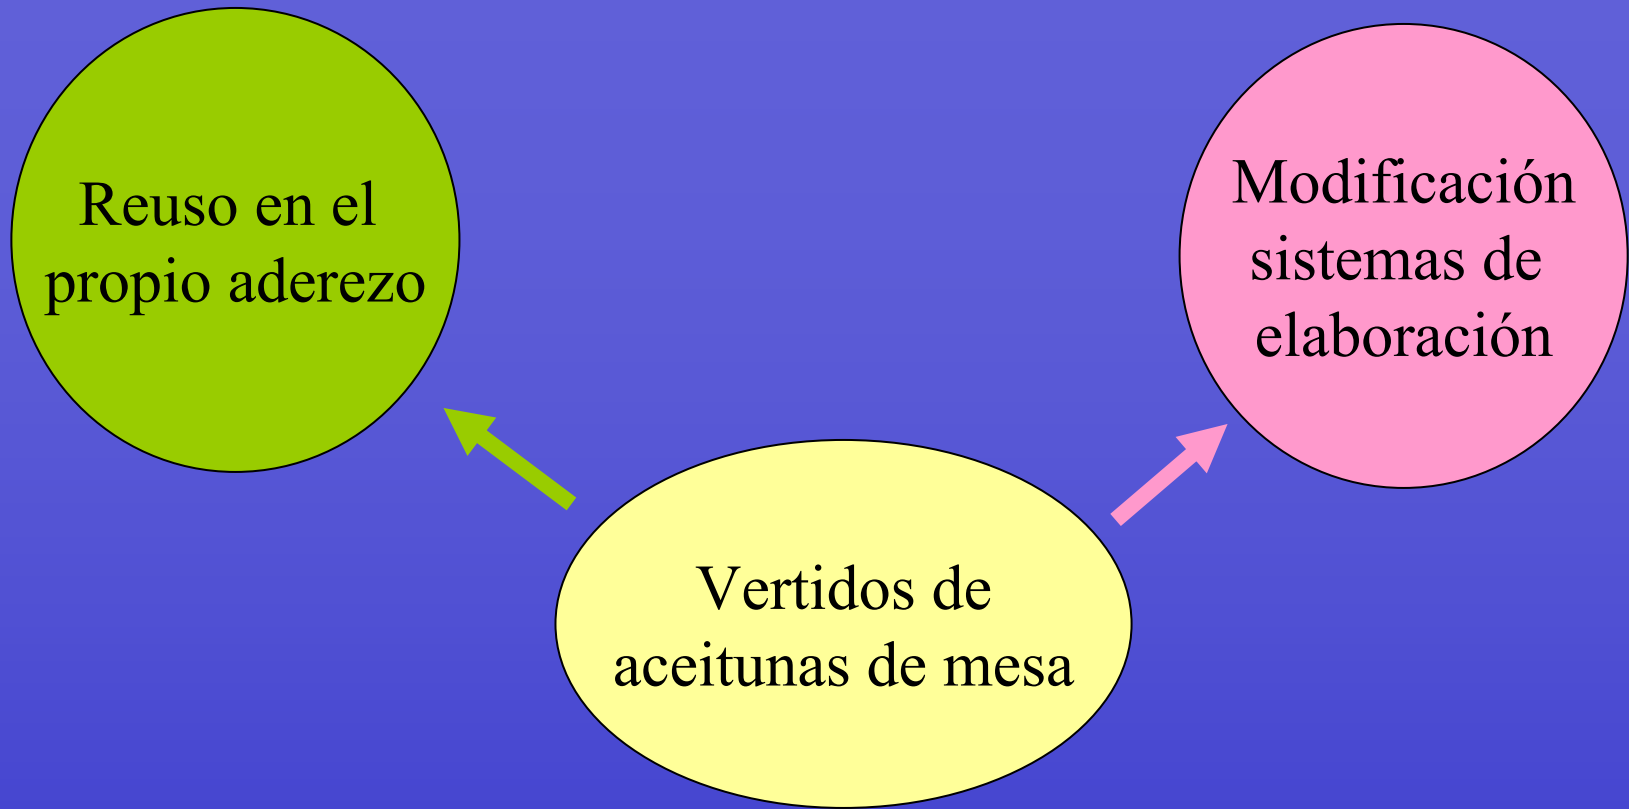 Reuso en el
propio aderezo
Modificación
sistemas de
elaboración
Vertidos de
aceitunas de mesa